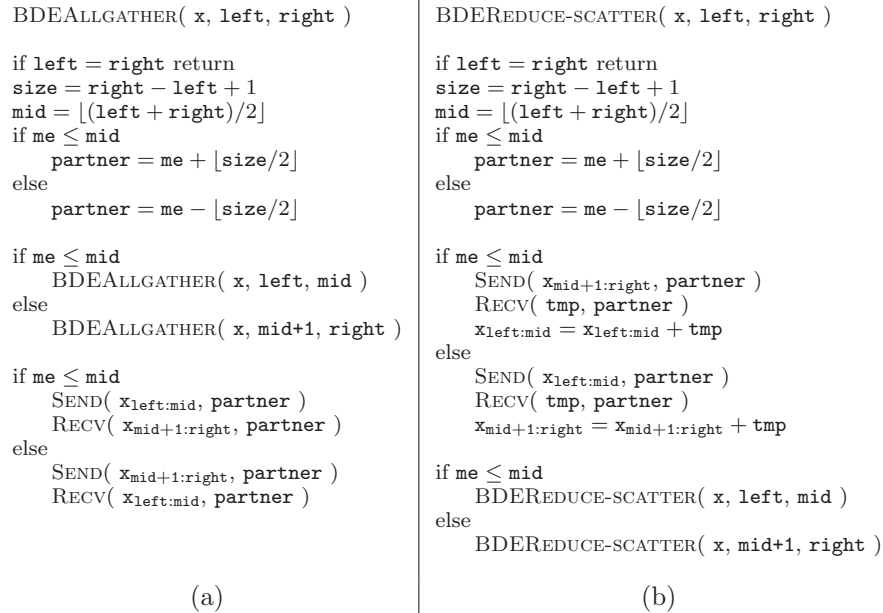 BDEALLGATHER( x, left, right )
if left = right return
size = right − left + 1
mid = ⌊(left + right)/2⌋
if me ≤ mid
partner = me + ⌊size/2⌋
else
partner = me − ⌊size/2⌋
if me ≤ mid
BDEALLGATHER( x, left, mid )
else
BDEALLGATHER( x, mid+1, right )
if me ≤ mid
SEND( x_left:mid, partner )
RECV( x_mid+1:right, partner )
else
SEND( x_mid+1:right, partner )
RECV( x_left:mid, partner )
(a)
BDEREDUCE-SCATTER( x, left, right )
if left = right return
size = right − left + 1
mid = ⌊(left + right)/2⌋
if me ≤ mid
partner = me + ⌊size/2⌋
else
partner = me − ⌊size/2⌋
if me ≤ mid
SEND( x_mid+1:right, partner )
RECV( tmp, partner )
x_left:mid = x_left:mid + tmp
else
SEND( x_left:mid, partner )
RECV( tmp, partner )
x_mid+1:right = x_mid+1:right + tmp
if me ≤ mid
BDEREDUCE-SCATTER( x, left, mid )
else
BDEREDUCE-SCATTER( x, mid+1, right )
(b)